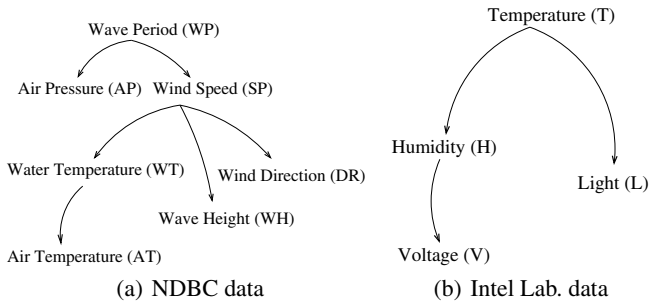 Wave Period (WP)
Air Pressure (AP)
Wind Speed (SP)
Water Temperature (WT)
Wind Direction (DR)
Wave Height (WH)
Air Temperature (AT)
(a) NDBC data
Temperature (T)
Humidity (H)
Light (L)
Voltage (V)
(b) Intel Lab. data